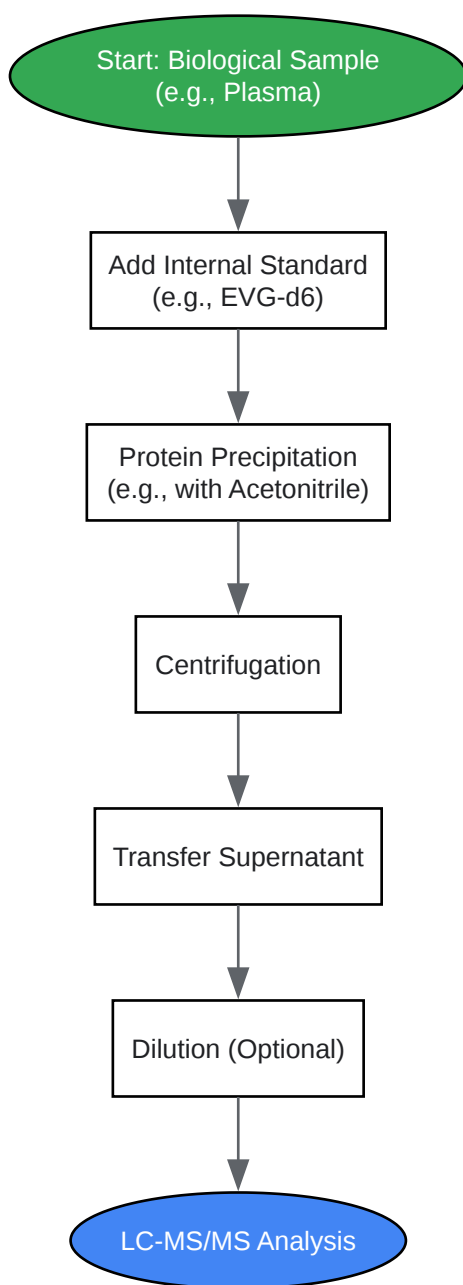 Start: Biological Sample
(e.g., Plasma)
Add Internal Standard
(e.g., EVG-d6)
Protein Precipitation
(e.g., with Acetonitrile)
Centrifugation
Transfer Supernatant
Dilution (Optional)
LC-MS/MS Analysis